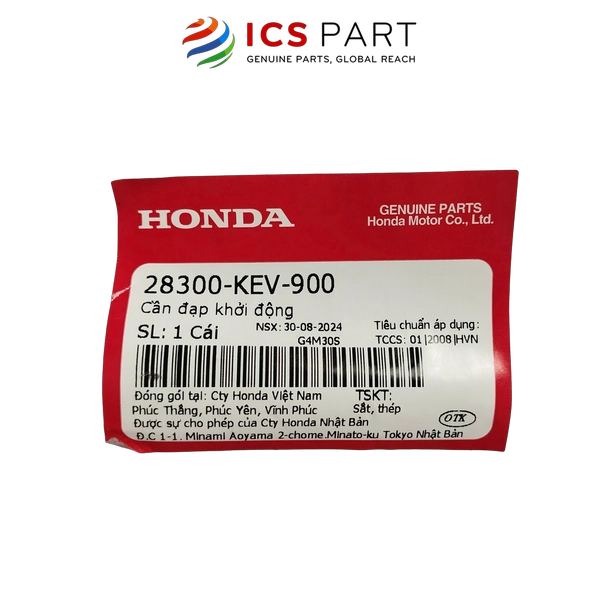 ICS PART
GENUINE PARTS, GLOBAL REACH
HONDA
GENUINE PARTS
Honda Motor Co., Ltd.
28300-KEV-900
Cần đạp khởi động
SL: 1 Cái
NSX: 30-08-2024
G4M30S
Tiêu chuẩn áp dụng:
TCCS: 01|2008|HVN
Đóng gói tại: Cty Honda Việt Nam
Phúc Thắng, Phúc Yên, Vĩnh Phúc
TSKT:
Sắt, thép
Được sự cho phép của Cty Honda Nhật Bản
Đ.C 1-1. Minami Aoyama 2-chome.Minato-ku Tokyo Nhật Bản
OTK